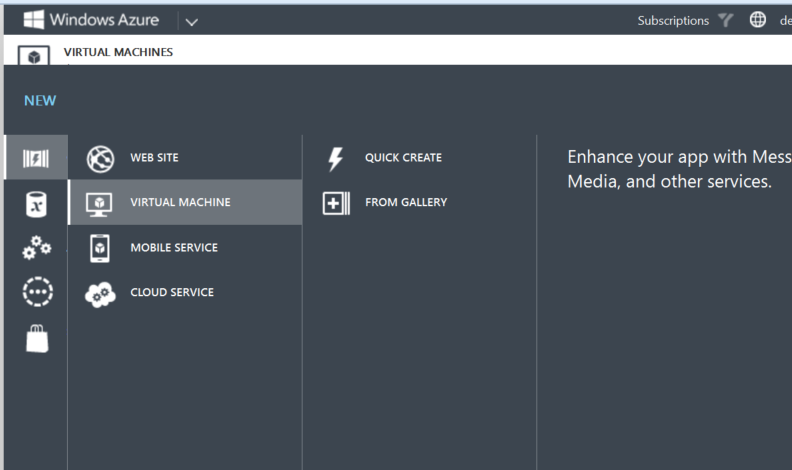 Windows Azure
Subscriptions
VIRTUAL MACHINES
NEW
WEB SITE
VIRTUAL MACHINE
MOBILE SERVICE
CLOUD SERVICE
QUICK CREATE
FROM GALLERY
Enhance your app with Mess
Media, and other services.